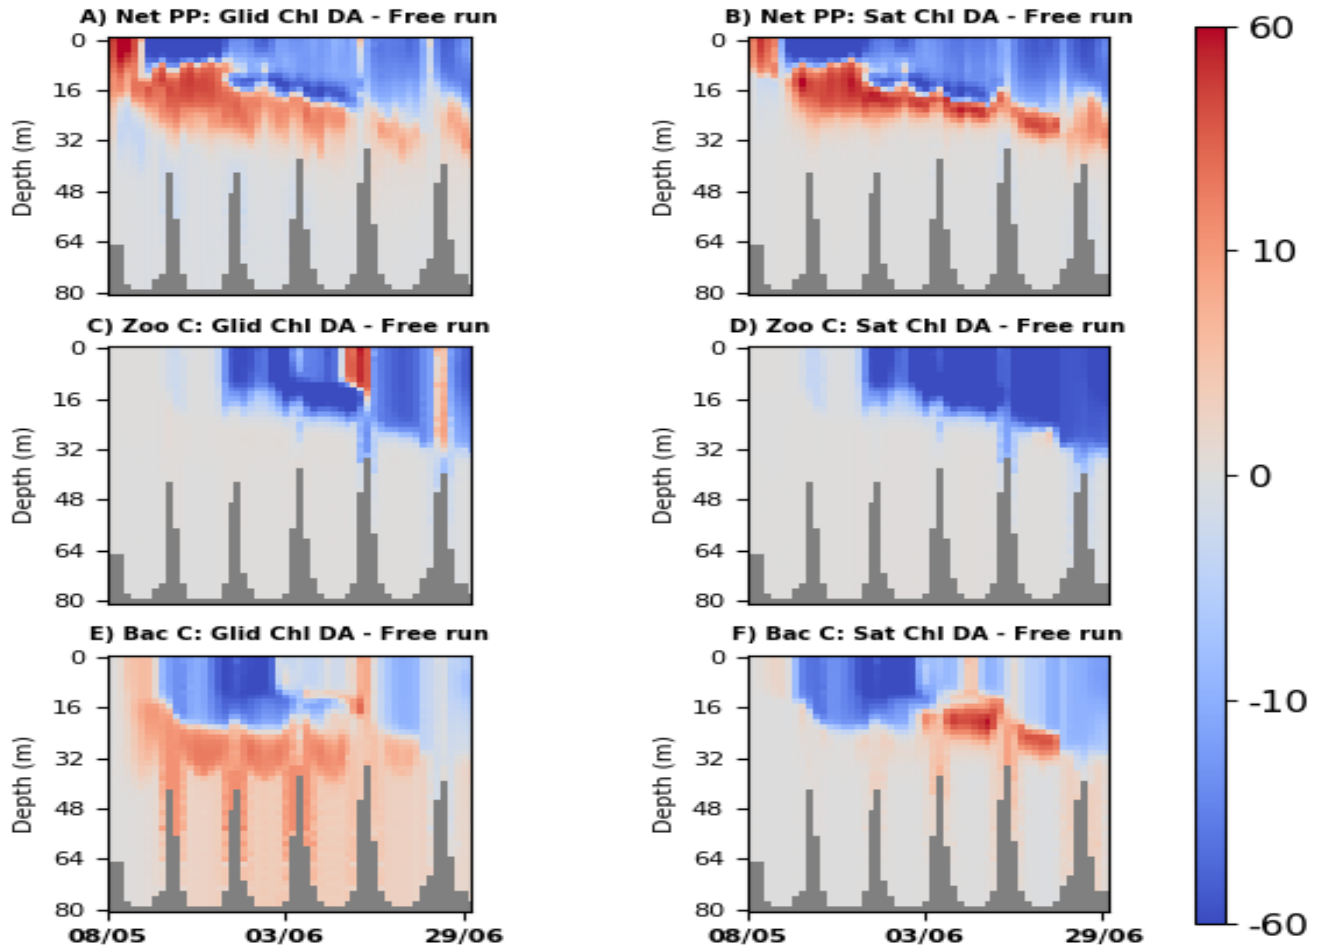 A) Net PP: Glid Chl DA - Free run
B) Net PP: Sat Chl DA - Free run
0
16
32
48
64
80
Depth (m)
0
16
32
48
64
80
Depth (m)
C) Zoo C: Glid Chl DA - Free run
D) Zoo C: Sat Chl DA - Free run
0
16
32
48
64
80
Depth (m)
0
16
32
48
64
80
Depth (m)
E) Bac C: Glid Chl DA - Free run
F) Bac C: Sat Chl DA - Free run
0
16
32
48
64
80
Depth (m)
0
16
32
48
64
80
Depth (m)
08/05 03/06 29/06
08/05 03/06 29/06
60
10
0
-10
-60